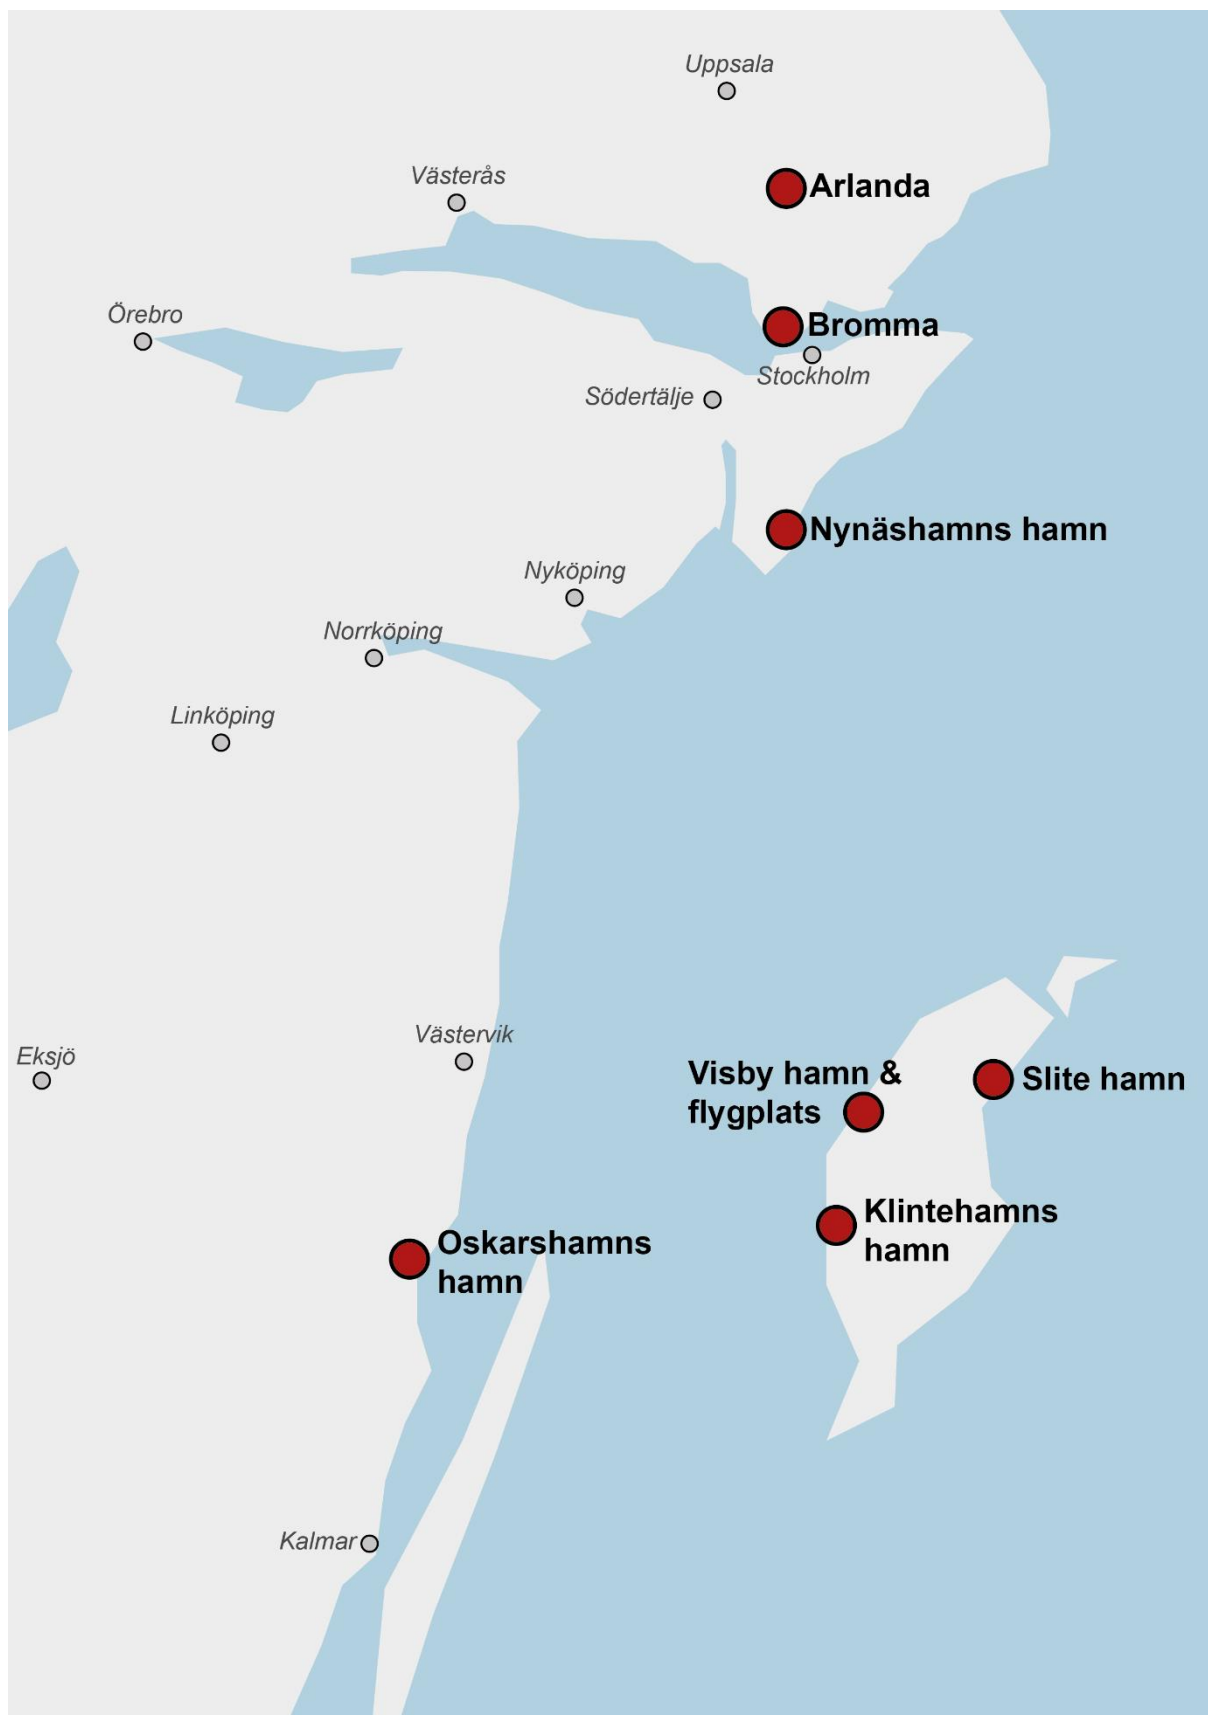 Uppsala
Västerås
Arlanda
Örebro
Bromma
Stockholm
Södertälje
Nynäshamns hamn
Nyköping
Norrköping
Linköping
Västervik
Eksjö
Visby hamn &
flygplats
Slite hamn
Klintehamns
hamn
Oskarshamns
hamn
Kalmar